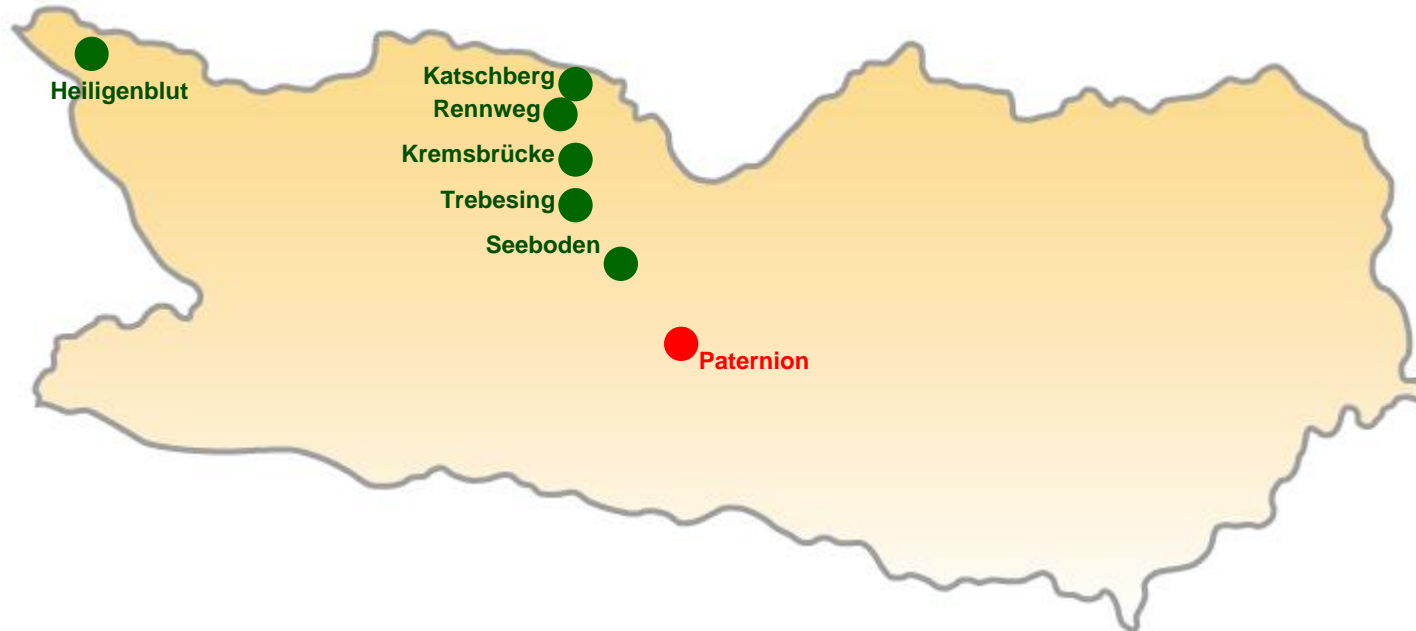 Heiligenblut
Katschberg
Rennweg
Kremsbrücke
Trebesing
Seeboden
Paternion